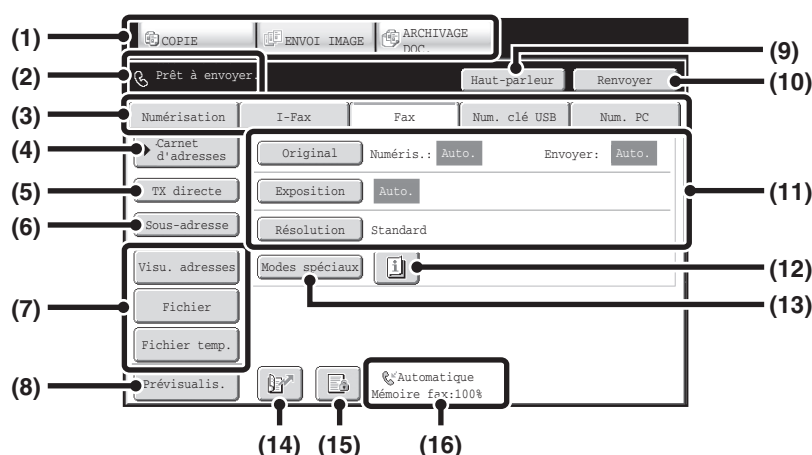 (1)
COPIE
ENVOI IMAGE
ARCHIVAGE
DOC.
(2)
Prêt à envoyer.
Haut-parleur
(9)
Renvoyer
(10)
(3)
Numérisation
I-Fax
Fax
Num. clé USB
Num. PC
(4)
Carnet
d'adresses
Original
Numéris.:
Auto.
Envoyer:
Auto.
(5)
TX directe
Exposition
Auto.
(11)
(6)
Sous-adresse
Résolution
Standard
Visu. adresses
Modes spéciaux
(12)
(13)
(7)
Fichier
Fichier temp.
(8)
Prévisualis.
Automatique
Mémoire fax:100%
(14)
(15)
(16)